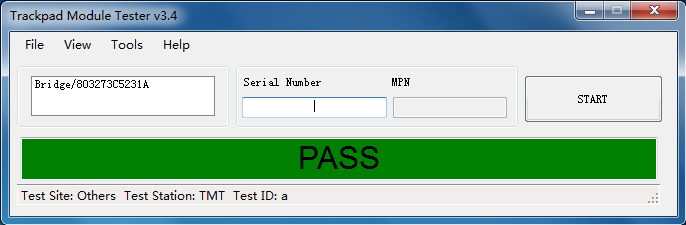 Trackpad Module Tester v3.4
File View Tools Help
Bridge/803273C5231A
Serial Number MPN
START
PASS
Test Site: Others Test Station: TMT Test ID: a